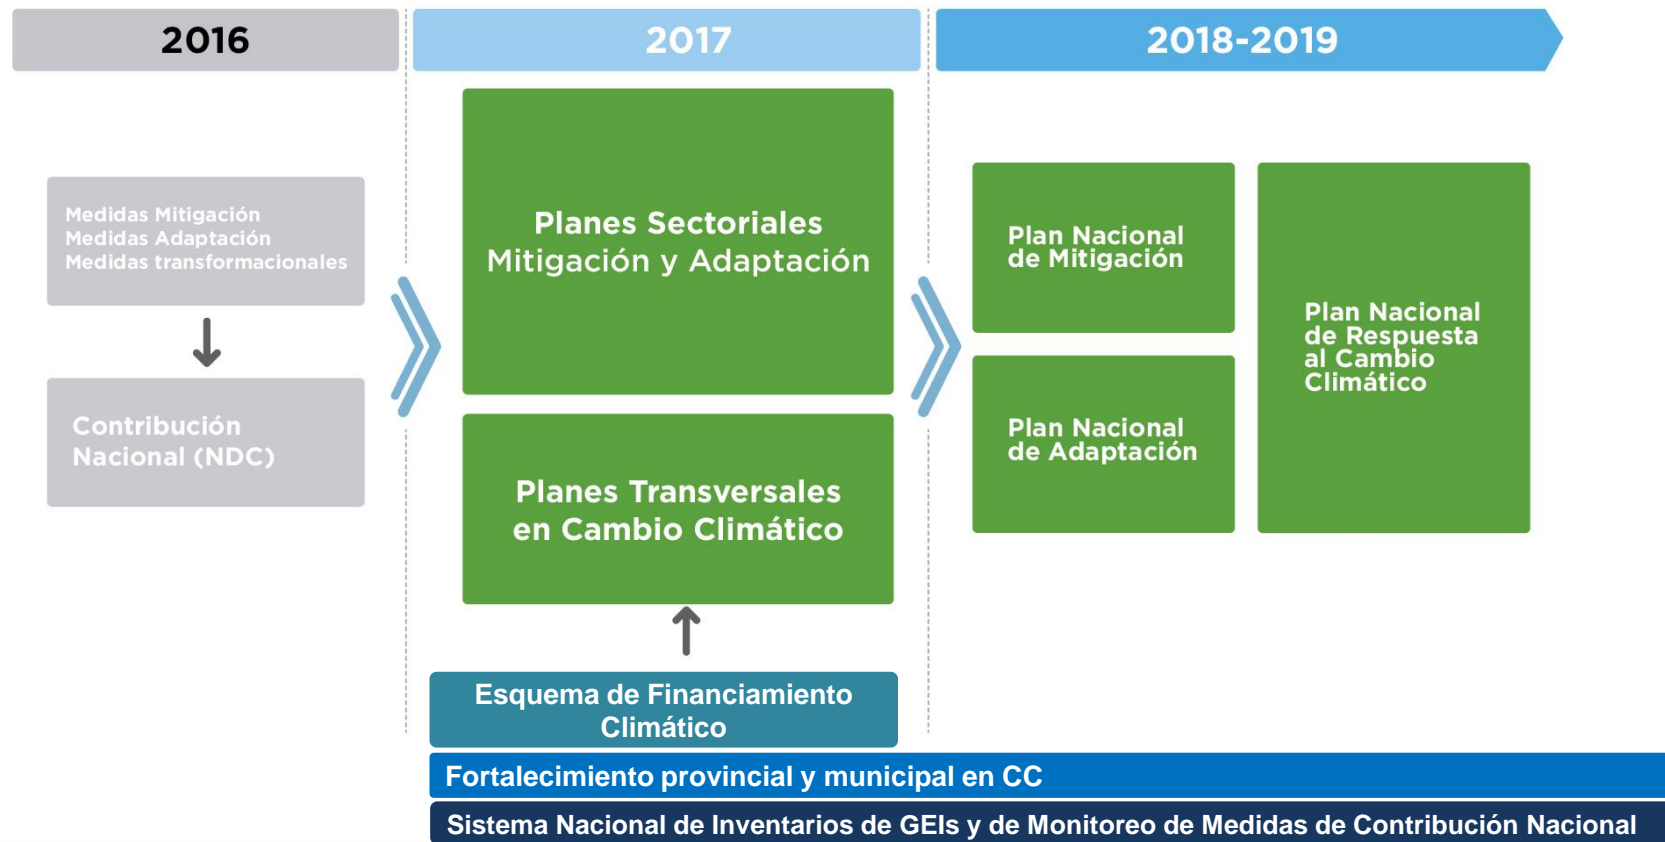 2016
2017
2018-2019
Medidas Mitigación
Medidas Adaptación
Medidas transformacionales
Contribución
Nacional (NDC)
Planes Sectoriales
Mitigación y Adaptación
Planes Transversales
en Cambio Climático
Esquema de Financiamiento
Climático
Plan Nacional
de Mitigación
Plan Nacional
de Adaptación
Plan Nacional
de Respuesta
al Cambio
Climático
Fortalecimiento provincial y municipal en CC
Sistema Nacional de Inventarios de GEIs y de Monitoreo de Medidas de Contribución Nacional